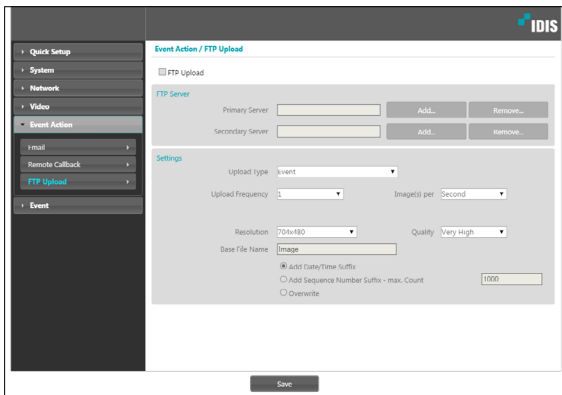 IDIS
Quick Setup
System
Network
Video
Event Action
Email
Remote Callback
FTP Upload
Event
Event Action / FTP Upload
FTP Upload
FTP Server
Primary Server Add... Remove...
Secondary Server Add... Remove...
Settings
Upload Type Event
Upload Frequency 1 Image(s) per Second
Resolution 704x480 Quality Very High
Base File Name Image
Add Date/Time Suffix
Add Sequence Number Suffix - max. Count 1000
Overwrite
Save